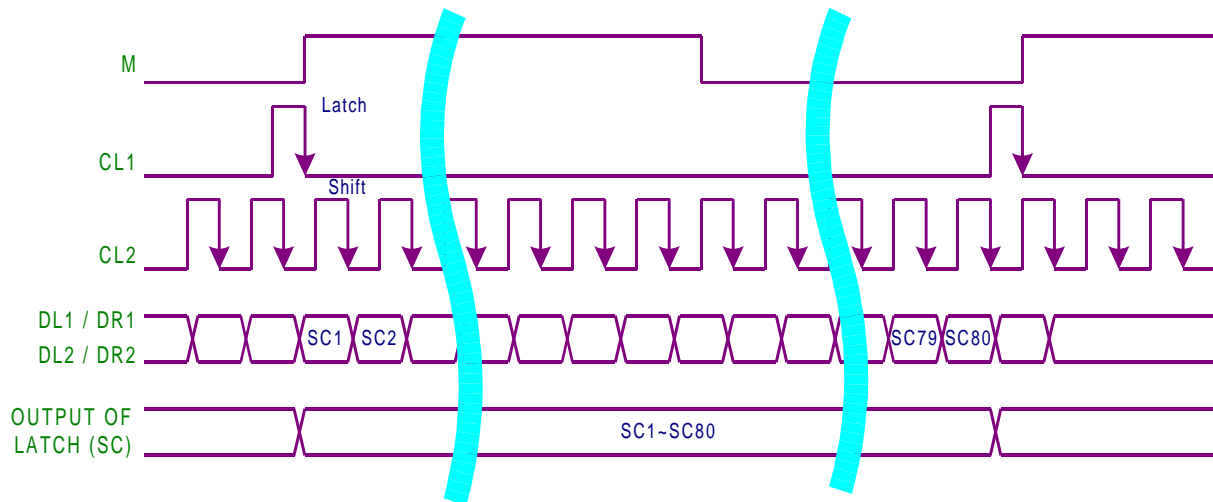 M
Latch
CL1
Shift
CL2
DL1 / DR1
SC1 SC2 SC79 SC80
DL2 / DR2
OUTPUT OF
LATCH (SC)
SC1~SC80